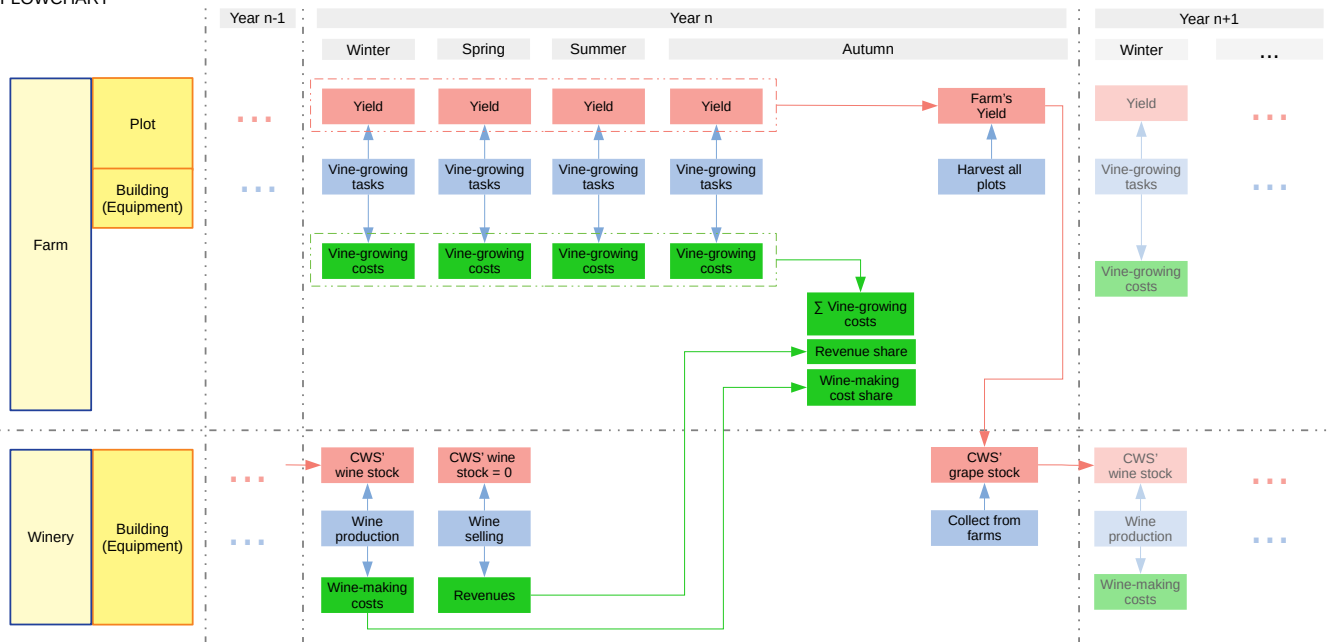 FLOWCHART
Year n-1
Year n
Year n+1
Winter
Spring
Summer
Autumn
Winter
...
Farm
Plot
Building
(Equipment)
...
...
Yield
Yield
Yield
Yield
Farm's
Yield
Yield
...
Vine-growing
tasks
Vine-growing
tasks
Vine-growing
tasks
Vine-growing
tasks
Harvest all
plots
Vine-growing
tasks
...
Vine-growing
costs
Vine-growing
costs
Vine-growing
costs
Vine-growing
costs
Vine-growing
costs
∑ Vine-growing
costs
Revenue share
Wine-making
cost share
Winery
Building
(Equipment)
...
...
CWS'
wine stock
CWS' wine
stock = 0
CWS'
grape stock
CWS'
wine stock
...
Wine
production
Wine
selling
Collect from
farms
Wine
production
...
Wine-making
costs
Revenues
Wine-making
costs